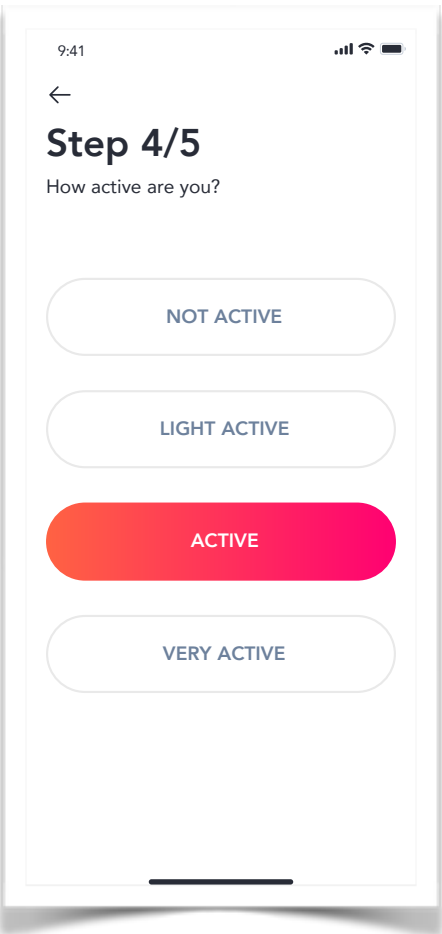 9:41
Step 4/5
How active are you?
NOT ACTIVE
LIGHT ACTIVE
ACTIVE
VERY ACTIVE